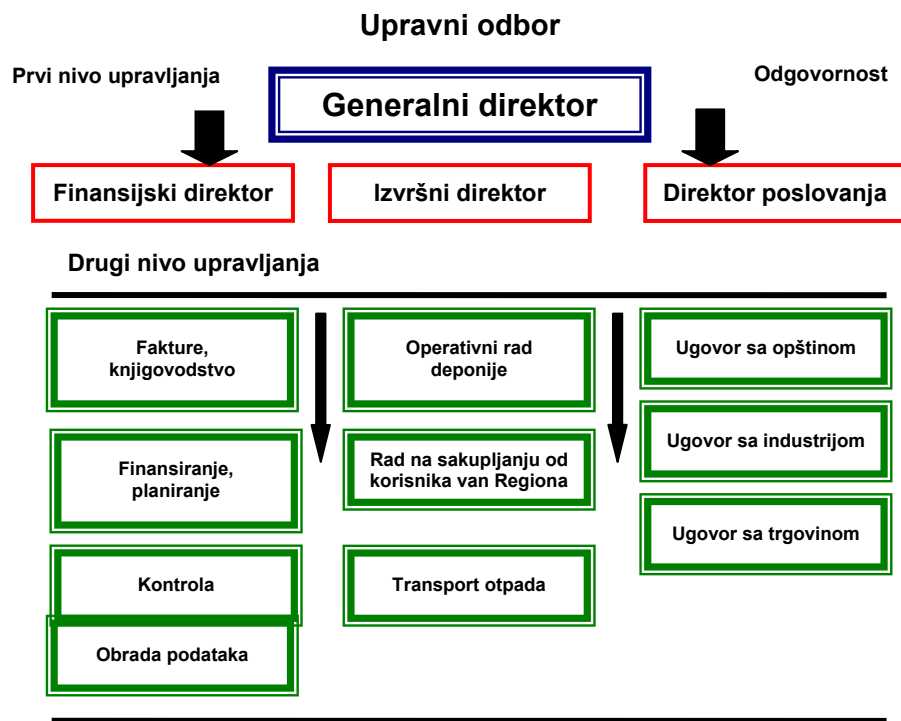 Upravni odbor
Prvi nivo upravljanja
Odgovornost
Generalni direktor
Finansijski direktor
Izvršni direktor
Direktor poslovanja
Drugi nivo upravljanja
Fakture,
knjigovodstvo
Operativni rad
deponije
Ugovor sa opštinom
Finansiranje,
planiranje
Rad na sakupljanju od
korisnika van Regiona
Ugovor sa industrijom
Kontrola
Transport otpada
Ugovor sa trgovinom
Obrada podataka